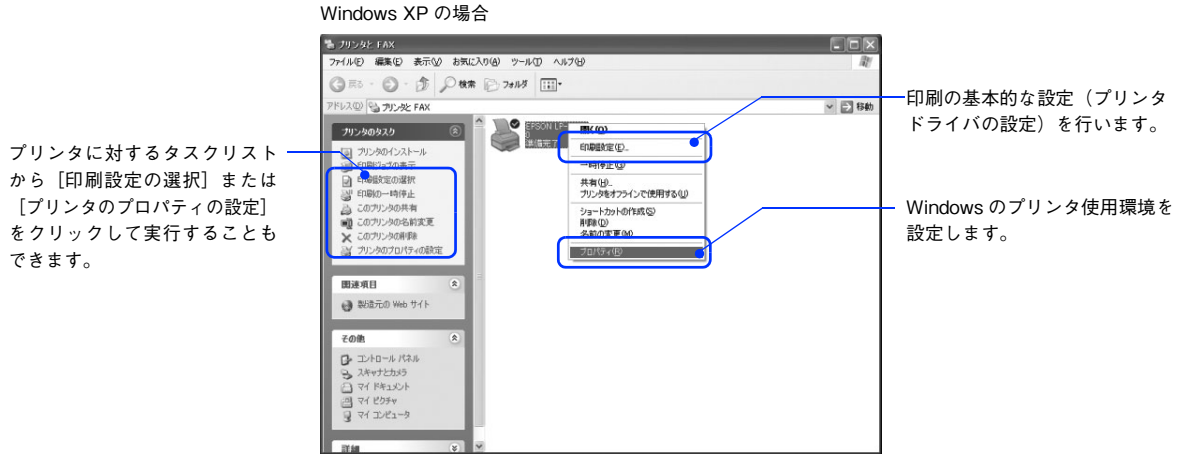 Windows XP の場合
プリンタと FAX
ファイル(F) 編集(E) 表示(V) お気に入り(A) ツール(T) ヘルプ(H)
戻る 検索 フォルダ
アドレス(D) プリンタと FAX 移動
プリンタのタスク
プリンタのインストール
印刷ジョブの表示
印刷設定の選択
印刷の一時停止
このプリンタの共有
このプリンタの名前変更
このプリンタの削除
プリンタのプロパティの設定
関連項目
製造元の Web サイト
その他
コントロール パネル
スキャナとカメラ
マイ ドキュメント
マイ ピクチャ
マイ コンピュータ
詳細
EPSON LP-
0
準備完了
開く(O)
印刷設定(E)...
一時停止(G)
共有(H)...
プリンタをオフラインで使用する(U)
ショートカットの作成(S)
削除(D)
名前の変更(M)
プロパティ(R)
プリンタに対するタスクリスト
から［印刷設定の選択］または
［プリンタのプロパティの設定］
をクリックして実行することも
できます。
印刷の基本的な設定（プリンタ
ドライバの設定）を行います。
Windows のプリンタ使用環境を
設定します。